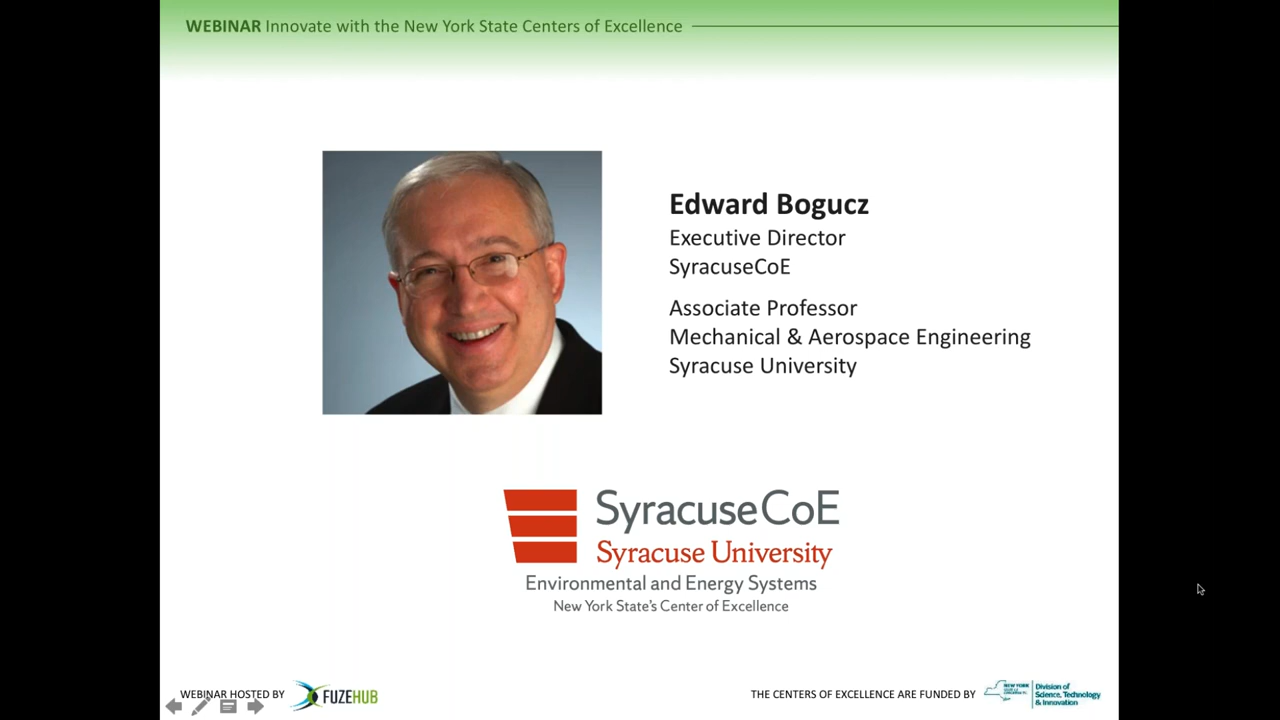 WEBINAR Innovate with the New York State Centers of Excellence
Edward Bogucz
Executive Director
SyracuseCoE
Associate Professor
Mechanical & Aerospace Engineering
Syracuse University
SyracuseCoE
Syracuse University
Environmental and Energy Systems
New York State's Center of Excellence
WEBINAR HOSTED BY FUZEHUB
THE CENTERS OF EXCELLENCE ARE FUNDED BY
NEW YORK
Division of
Science, Technology
& Innovation